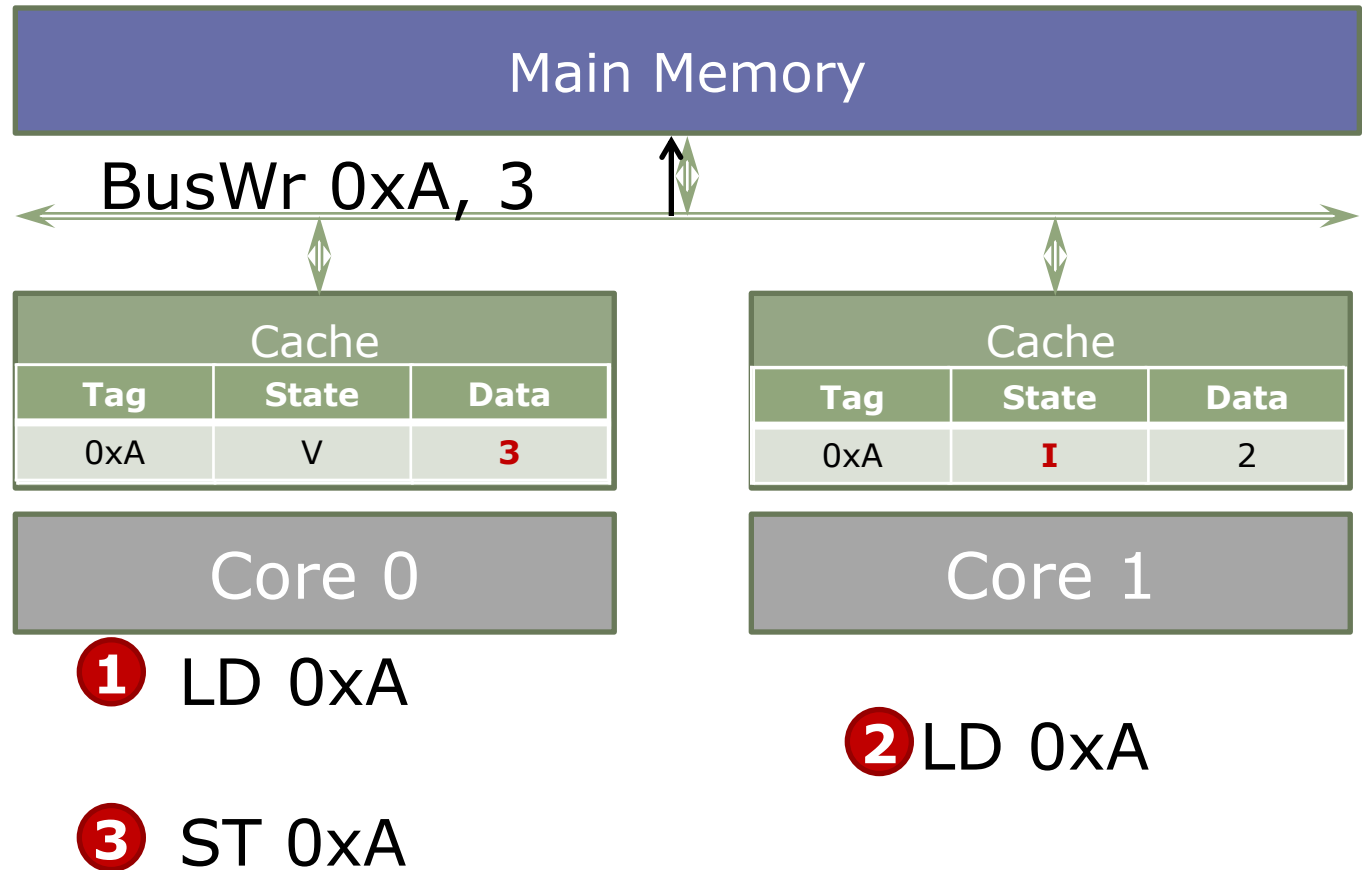 Main Memory
BusWr 0xA, 3
Cache
Tag State Data
0xA V 3
Cache
Tag State Data
0xA I 2
Core 0
Core 1
1 LD 0xA
2 LD 0xA
3 ST 0xA